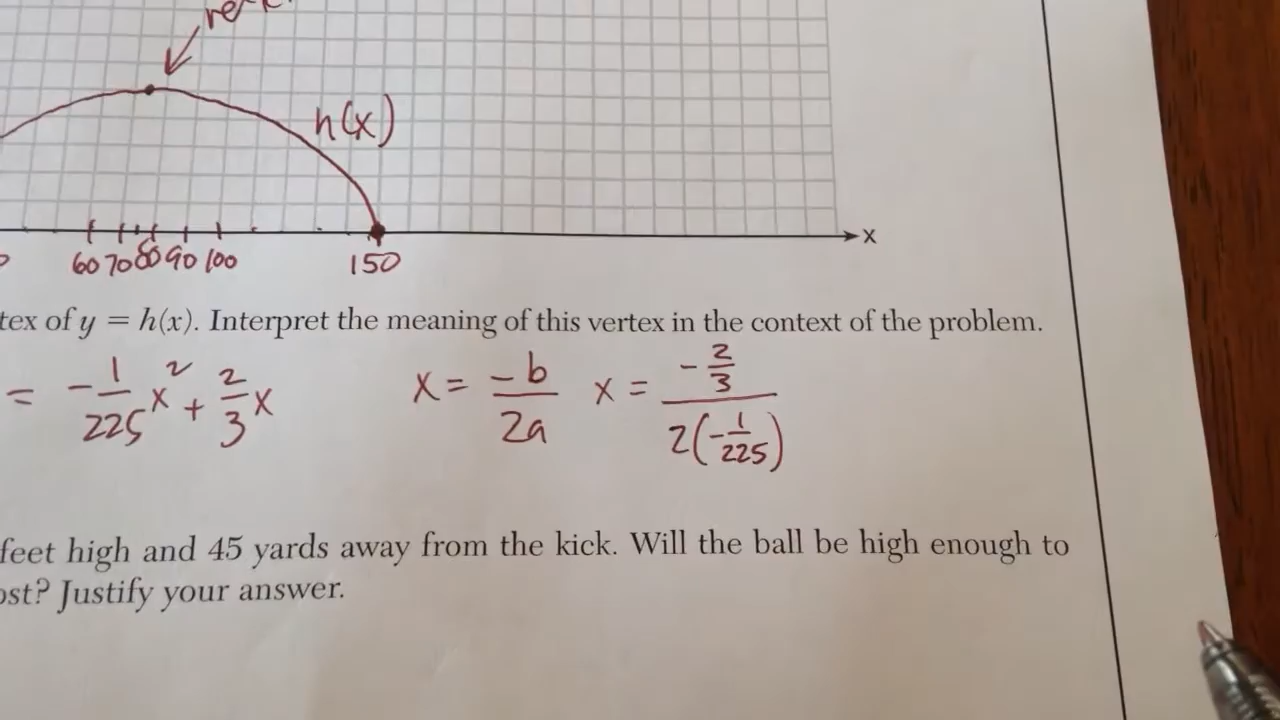 h(x)
x
60 70 80 90 100 150
of y = h(x). Interpret the meaning of this vertex in the context of the problem.
= -1/225 x² + 2/3 x x = -b/2a x = -2/3 / 2(-1/225)
feet high and 45 yards away from the kick. Will the ball be high enough to
Justify your answer.